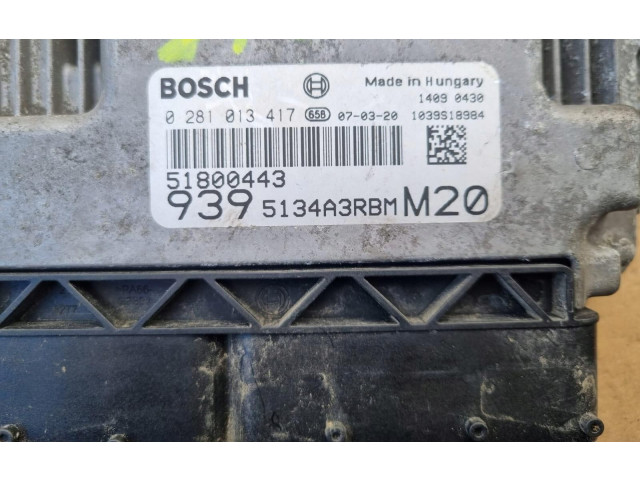 BOSCH Made in Hungary
1409 0430
0 281 013 417 658 07-03-20 1039S18984
51800443
939 5134A3RBM M20